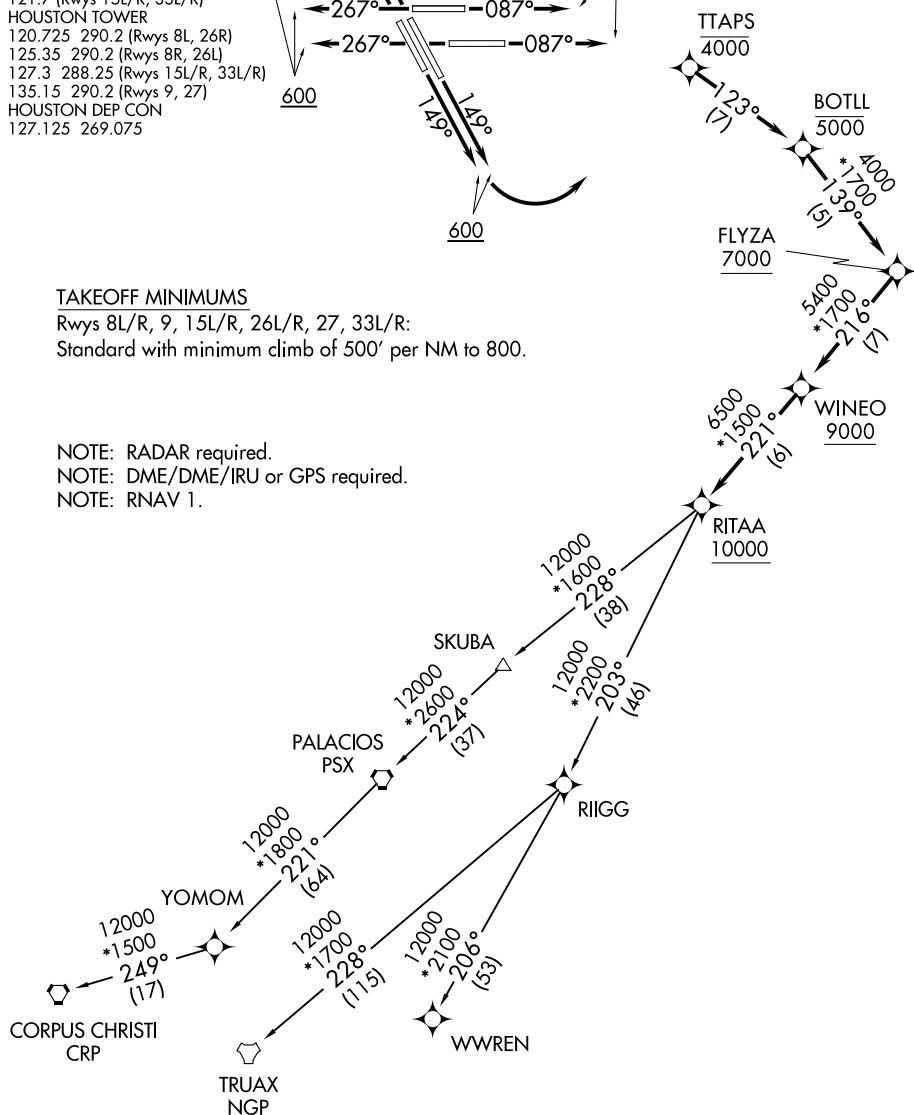 121.7 (Rwys 15L/R, 33L/R)
HOUSTON TOWER
120.725 290.2 (Rwys 8L, 26R)
125.35 290.2 (Rwys 8R, 26L)
127.3 288.25 (Rwys 15L/R, 33L/R)
135.15 290.2 (Rwys 9, 27)
HOUSTON DEP CON
127.125 269.075
267°
087°
267°
087°
600
149°
149°
600
TTAPS
4000
123°
(7)
BOTLL
5000
4000
*1700
139°
(5)
FLYZA
7000
5400
*1700
216°
(7)
WINEO
9000
6500
*1500
221°
(6)
RITAA
10000
TAKEOFF MINIMUMS
Rwys 8L/R, 9, 15L/R, 26L/R, 27, 33L/R:
Standard with minimum climb of 500' per NM to 800.
NOTE: RADAR required.
NOTE: DME/DME/IRU or GPS required.
NOTE: RNAV 1.
12000
*1600
228°
(38)
SKUBA
12000
*2200
203°
(46)
12000
*2600
224°
(37)
PALACIOS
PSX
RIIGG
12000
*1800
221°
(64)
YOMOM
12000
*1500
249°
(17)
CORPUS CHRISTI
CRP
12000
*1700
228°
(115)
TRUAX
NGP
12000
*2100
206°
(53)
WWREN